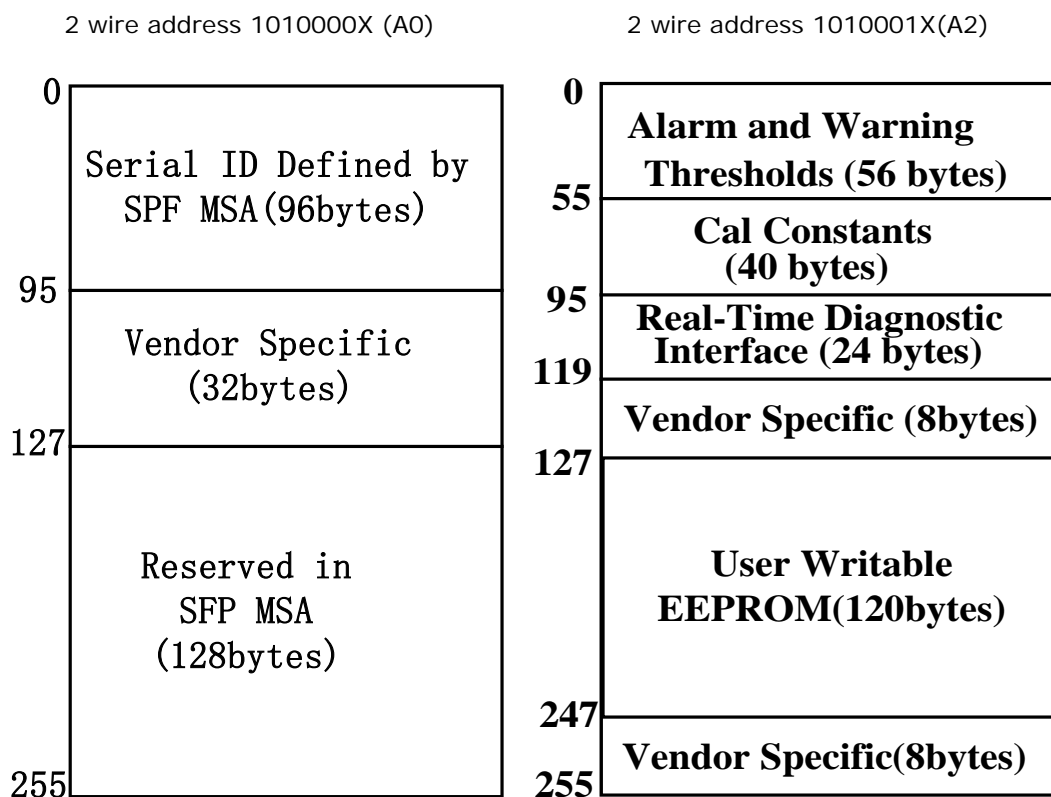 2 wire address 1010000X (A0)
0
Serial ID Defined by
SPF MSA(96bytes)
95
Vendor Specific
(32bytes)
127
Reserved in
SFP MSA
(128bytes)
255
2 wire address 1010001X(A2)
0
Alarm and Warning
Thresholds (56 bytes)
55
Cal Constants
(40 bytes)
95
Real-Time Diagnostic
Interface (24 bytes)
119
Vendor Specific (8bytes)
127
User Writable
EEPROM(120bytes)
247
Vendor Specific(8bytes)
255